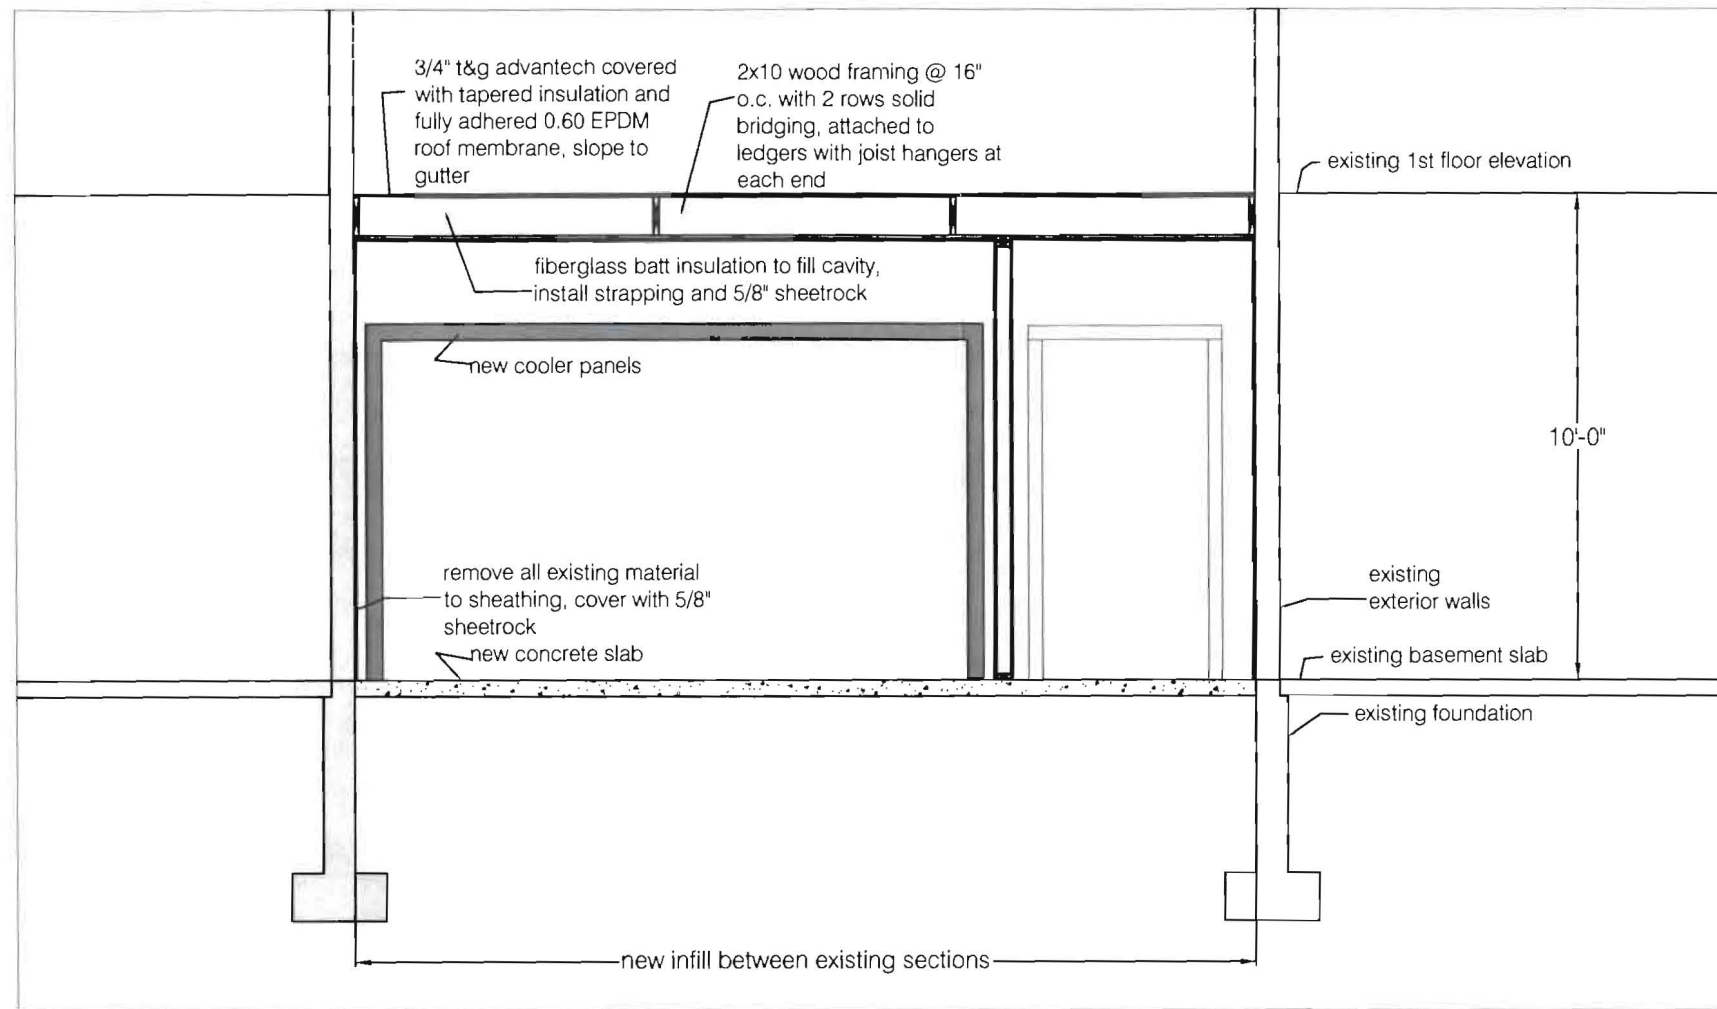 3/4" t&g advantech covered
with tapered insulation and
fully adhered 0.60 EPDM
roof membrane, slope to
gutter
2x10 wood framing @ 16"
o.c. with 2 rows solid
bridging, attached to
ledgers with joist hangers at
each end
existing 1st floor elevation
fiberglass batt insulation to fill cavity,
install strapping and 5/8" sheetrock
new cooler panels
10'-0"
remove all existing material
to sheathing, cover with 5/8"
sheetrock
new concrete slab
existing
exterior walls
existing basement slab
existing foundation
new infill between existing sections